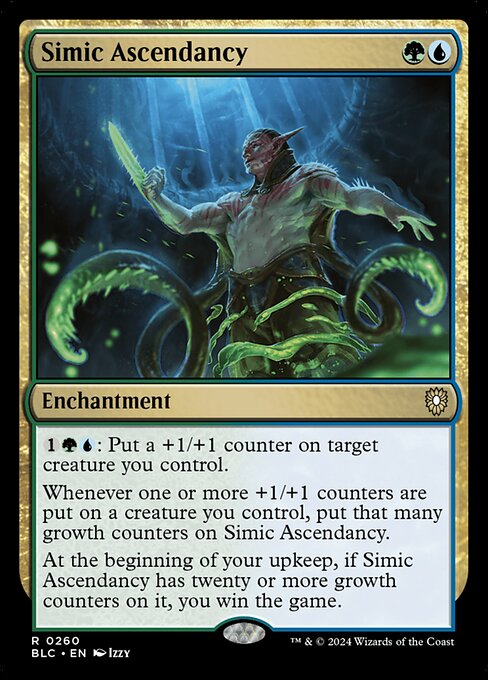 Simic Ascendancy
Enchantment
1: Put a +1/+1 counter on target
creature you control.
Whenever one or more +1/+1 counters are
put on a creature you control, put that many
growth counters on Simic Ascendancy.
At the beginning of your upkeep, if Simic
Ascendancy has twenty or more growth
counters on it, you win the game.
R 0260
BLC • EN Izzy
™ & © 2024 Wizards of the Coast